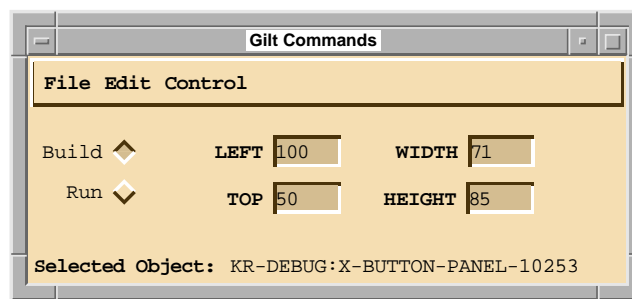 Gilt Commands
File Edit Control
Build LEFT 100 WIDTH 71
Run TOP 50 HEIGHT 85
Selected Object: KR-DEBUG:X-BUTTON-PANEL-10253